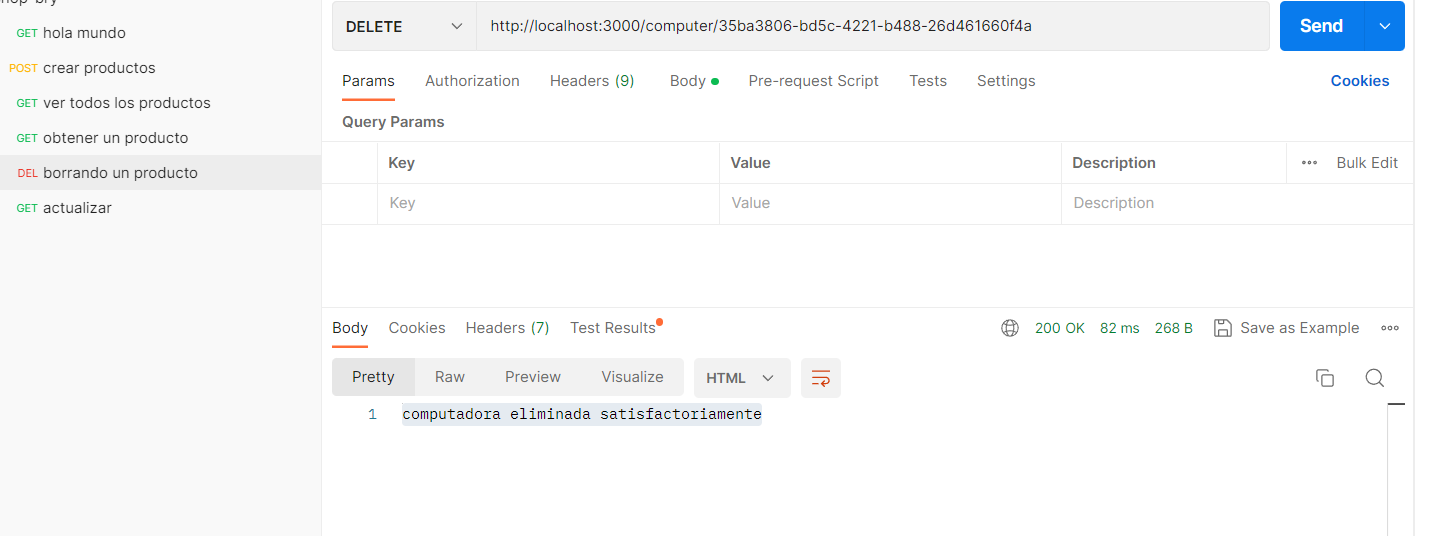 GET hola mundo
POST crear productos
GET ver todos los productos
GET obtener un producto
DEL borrando un producto
GET actualizar
DELETE http://localhost:3000/computer/35ba3806-bd5c-4221-b488-26d461660f4a Send
Params Authorization Headers (9) Body Pre-request Script Tests Settings Cookies
Query Params
Key Value Description Bulk Edit
Key Value Description
Body Cookies Headers (7) Test Results 200 OK 82 ms 268 B Save as Example
Pretty Raw Preview Visualize HTML
1 computadora eliminada satisfactoriamente